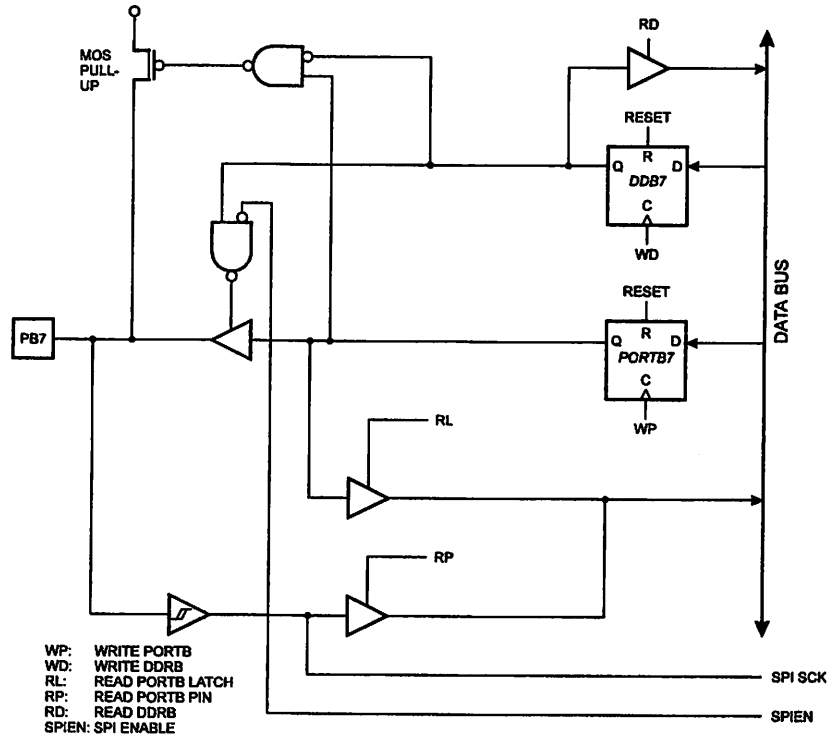 MOS
PULL-
UP
RD
RESET
R
Q
D
DDB7
C
WD
RESET
R
Q
D
PORTB7
C
WP
DATA BUS
PB7
RL
RP
WP: WRITE PORTB
WD: WRITE DDRB
RL: READ PORTB LATCH
RP: READ PORTB PIN
RD: READ DDRB
SPIEN: SPI ENABLE
SPI SCK
SPIEN